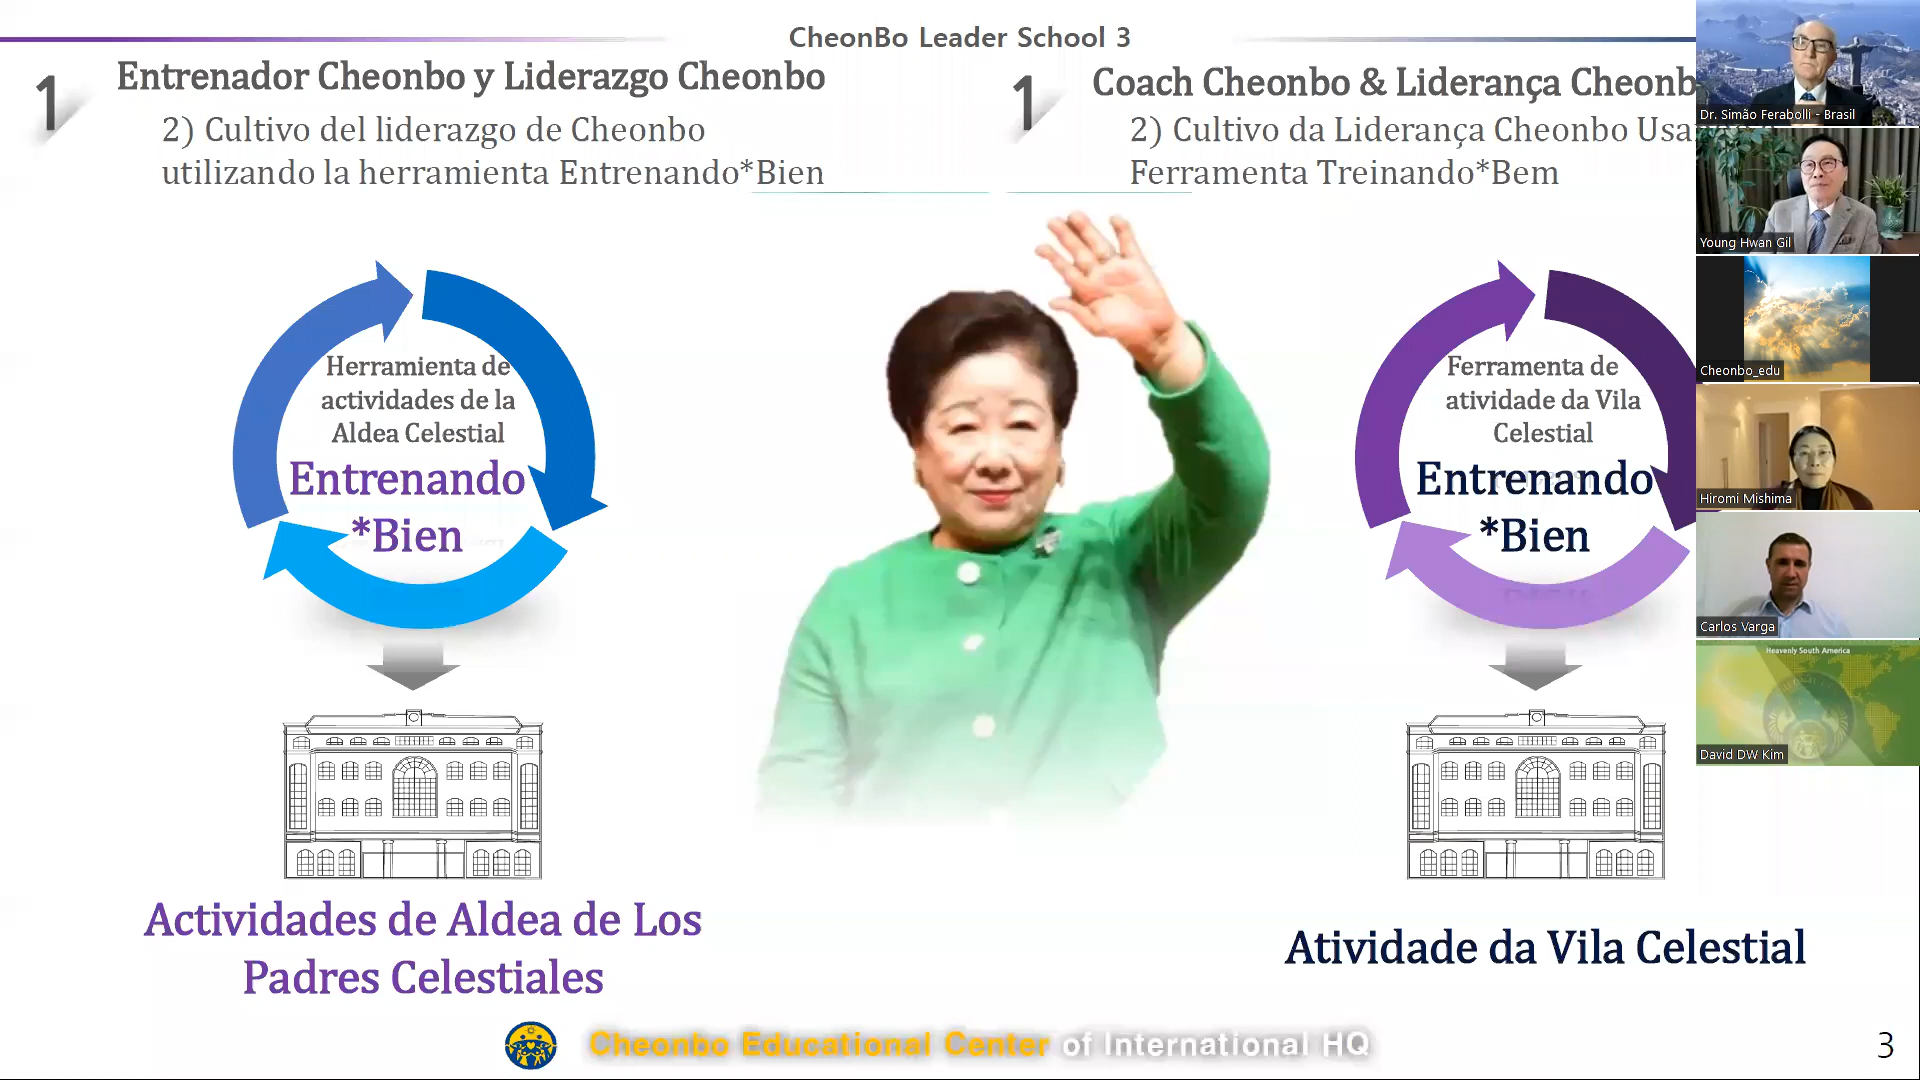 CheonBo Leader School 3
1
Entrenador Cheonbo y Liderazgo Cheonbo
2) Cultivo del liderazgo de Cheonbo
utilizando la herramienta Entrenando*Bien
Herramienta de
actividades de la
Aldea Celestial
Entrenando
*Bien
Actividades de Aldea de Los
Padres Celestiales
1
Coach Cheonbo & Liderança Cheonb
2) Cultivo da Liderança Cheonbo Usa
Ferramenta Treinando*Bem
Ferramenta de
atividade da Vila
Celestial
Entrenando
*Bien
Atividade da Vila Celestial
Cheonbo Educational Center of International HQ
3
Dr. Simão Ferabolli - Brasil
Young Hwan Gil
Cheonbo_edu
Hiromi Mishima
Carlos Varga
Heavenly South America
David DW Kim